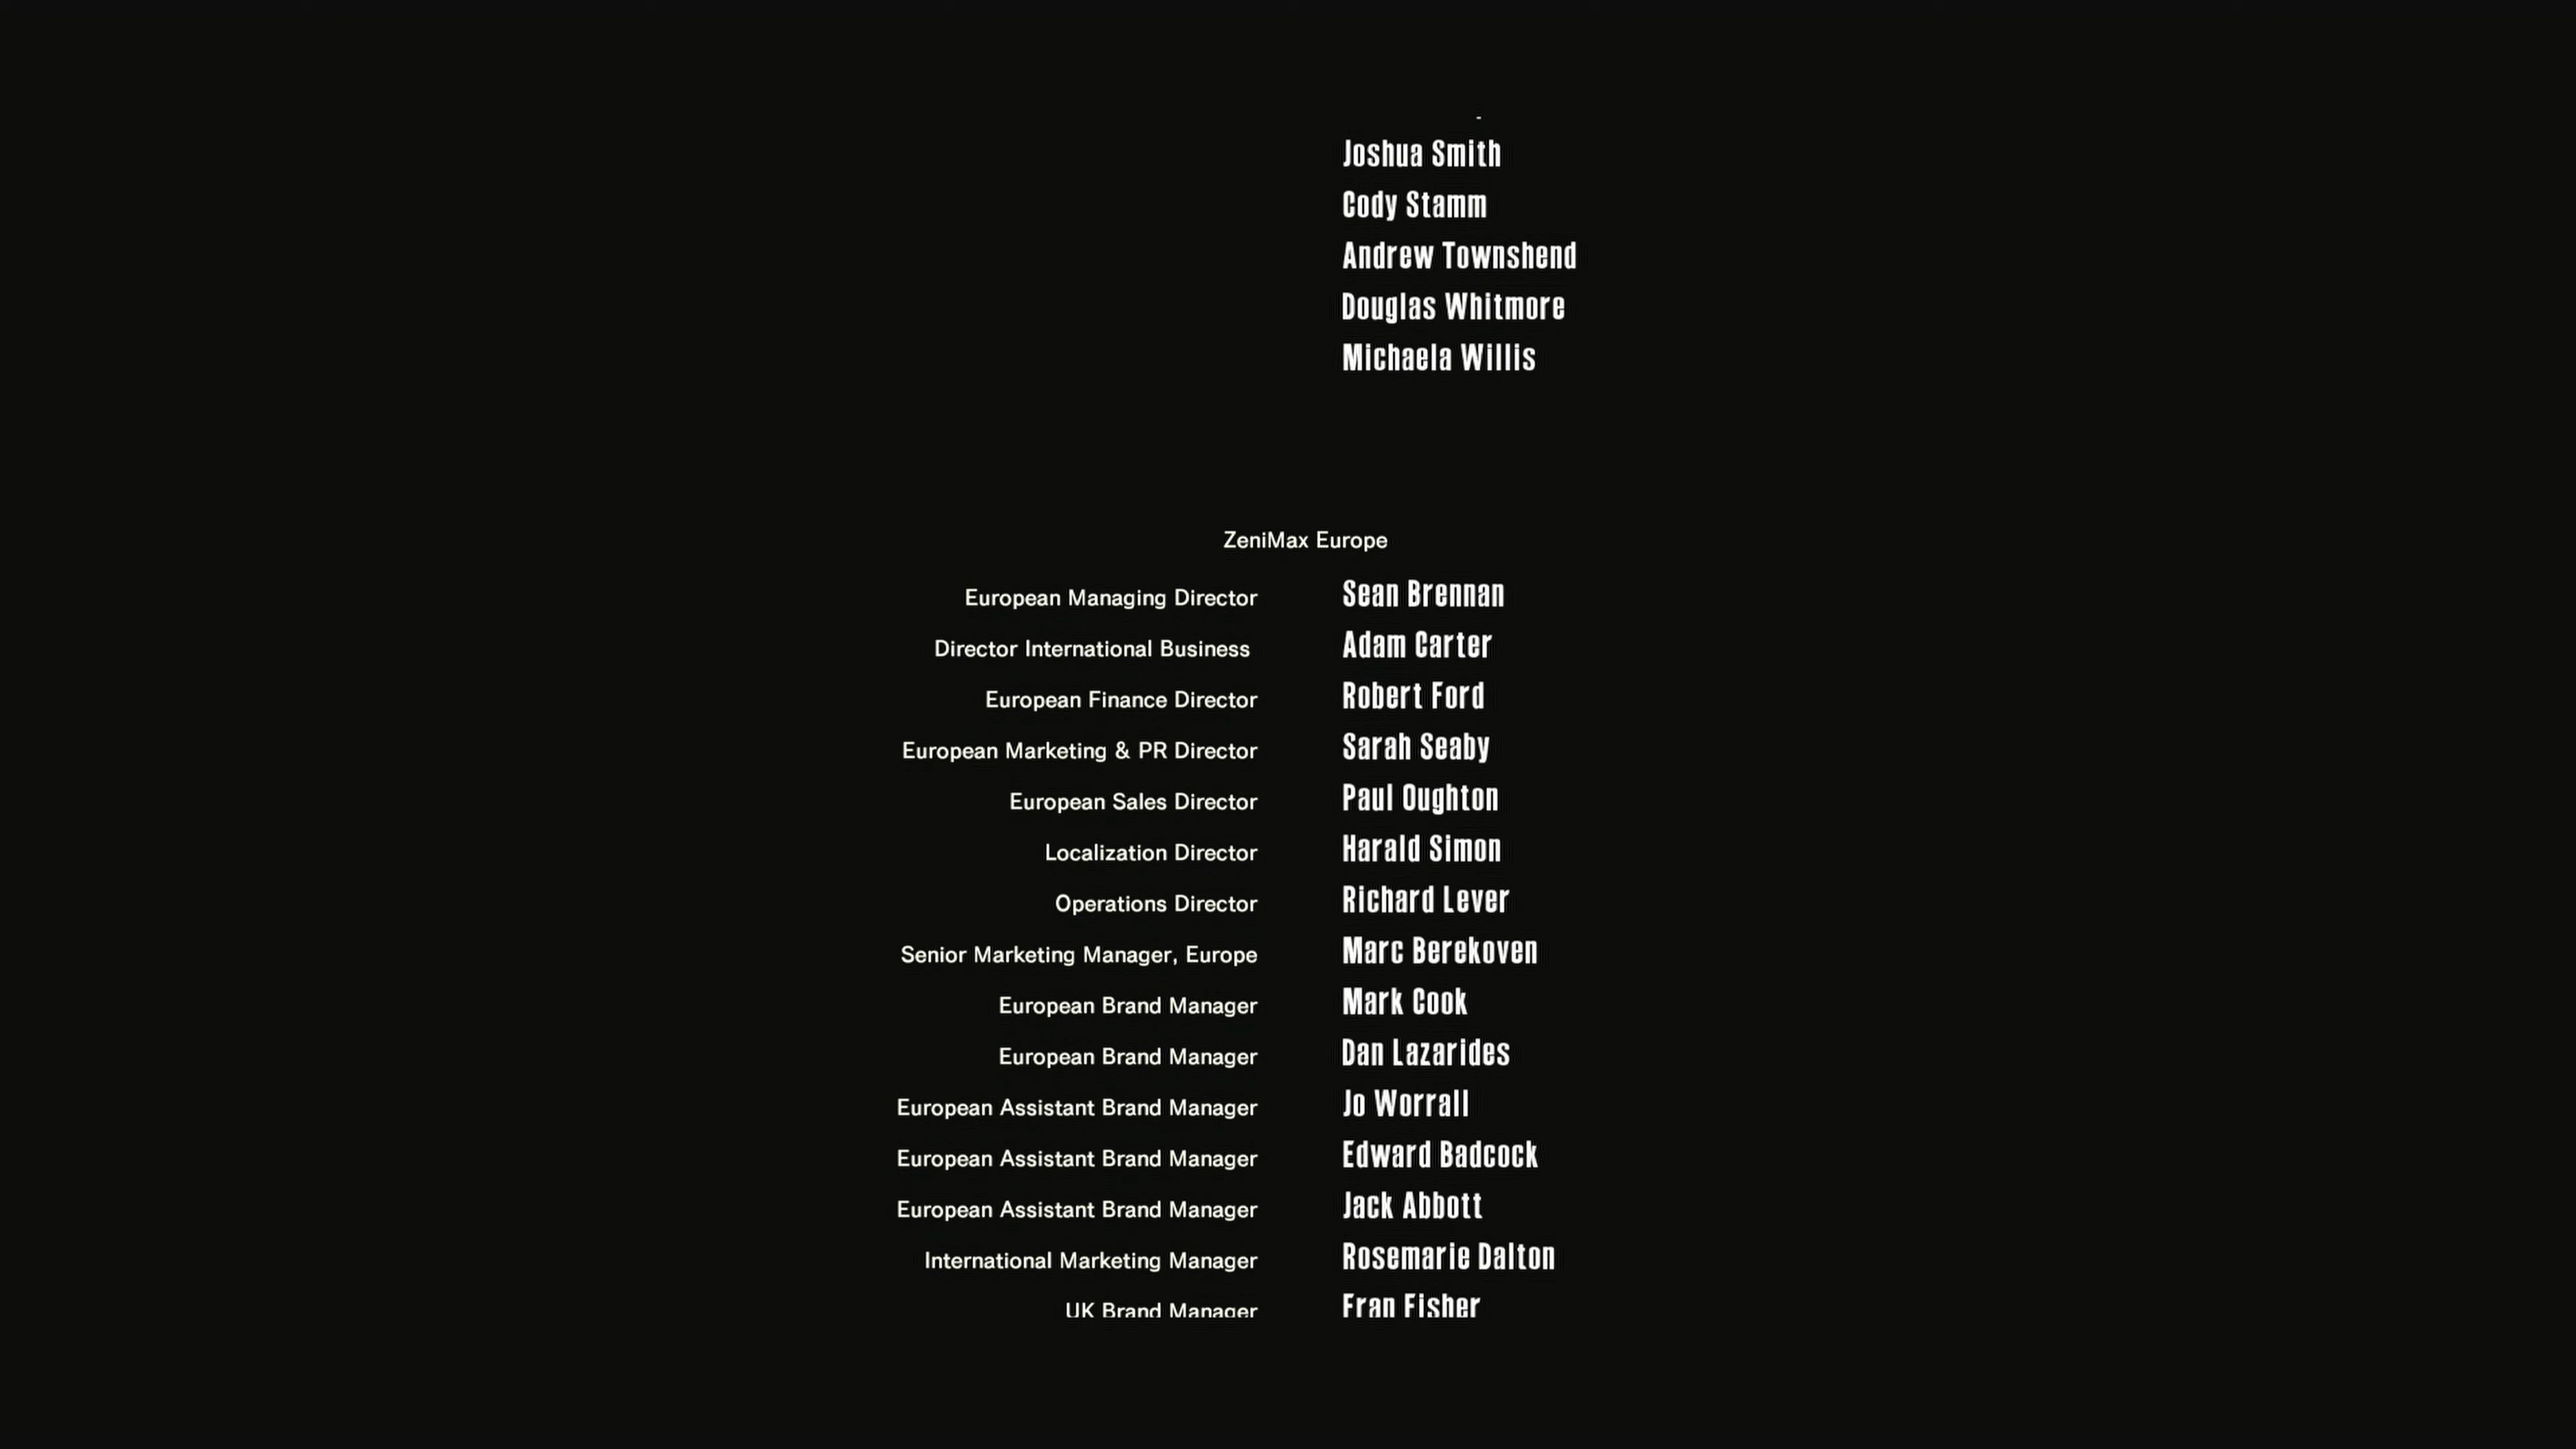 Joshua Smith
Cody Stamm
Andrew Townshend
Douglas Whitmore
Michaela Willis
ZeniMax Europe
European Managing Director Sean Brennan
Director International Business Adam Carter
European Finance Director Robert Ford
European Marketing & PR Director Sarah Seaby
European Sales Director Paul Oughton
Localization Director Harald Simon
Operations Director Richard Lever
Senior Marketing Manager, Europe Marc Berekoven
European Brand Manager Mark Cook
European Brand Manager Dan Lazarides
European Assistant Brand Manager Jo Worrall
European Assistant Brand Manager Edward Badcock
European Assistant Brand Manager Jack Abbott
International Marketing Manager Rosemarie Dalton
UK Brand Manager Fran Fisher